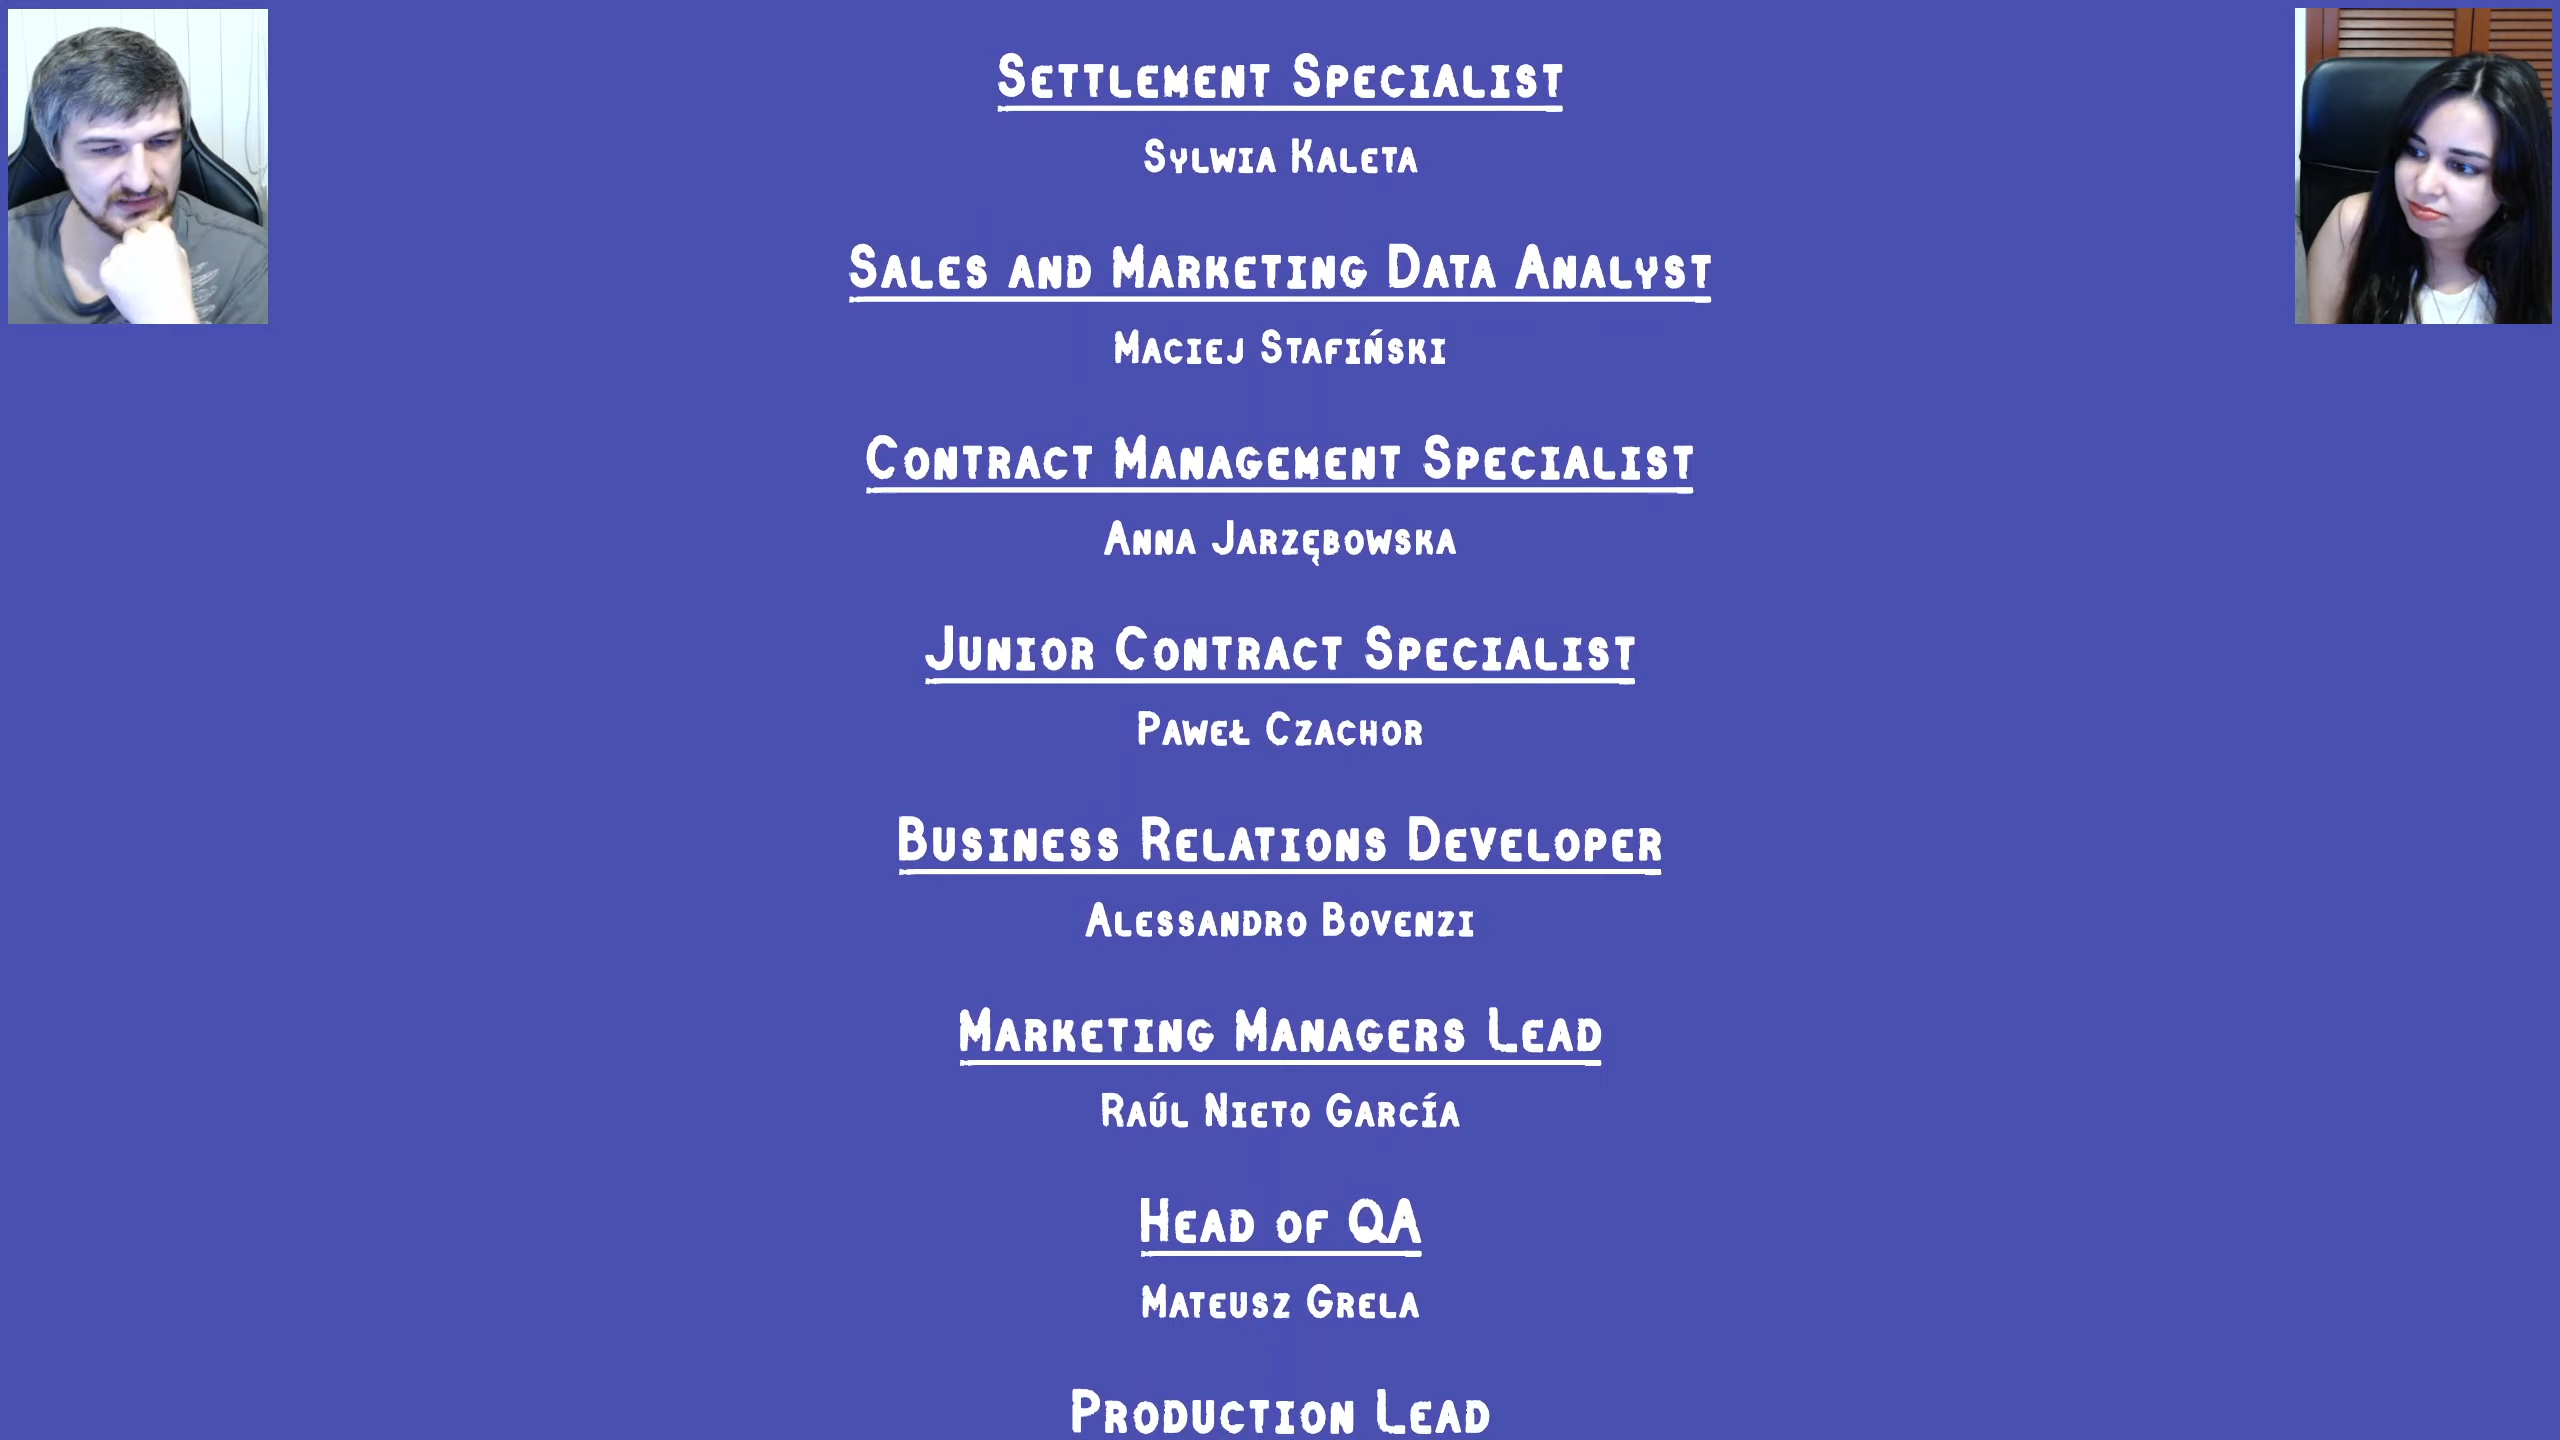 Settlement Specialist
Sylwia Kaleta
Sales and Marketing Data Analyst
Maciej Stafiński
Contract Management Specialist
Anna Jarzębowska
Junior Contract Specialist
Paweł Czachor
Business Relations Developer
Alessandro Bovenzi
Marketing Managers Lead
Raúl Nieto García
Head of QA
Mateusz Grela
Production Lead